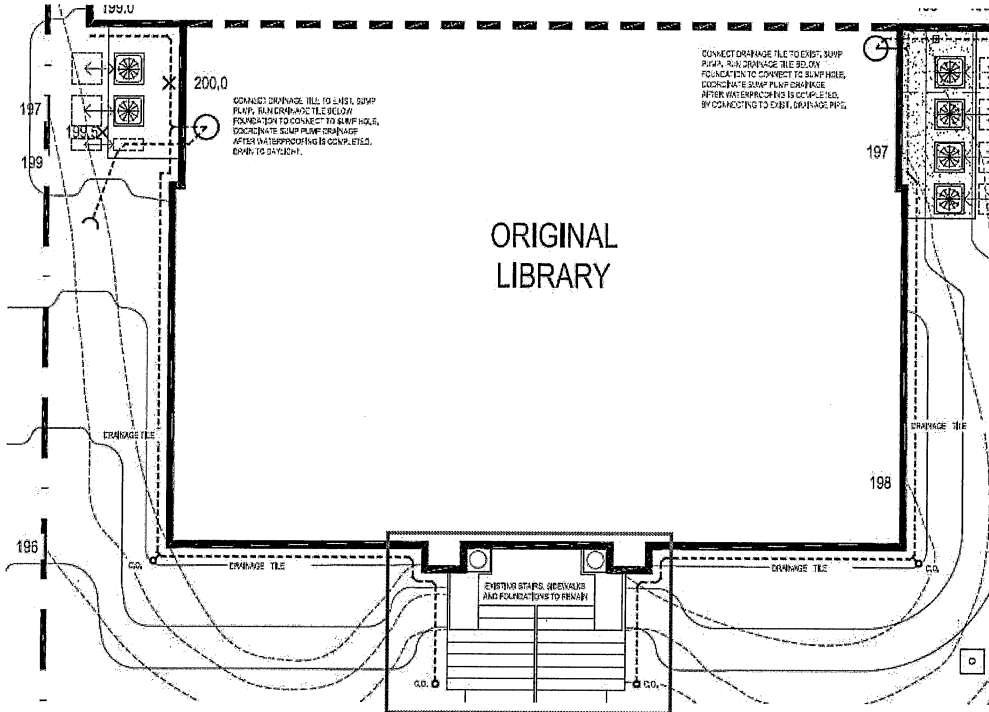 199.0
200.0
197
199.5
199
CONNECT DRAINAGE TILE TO EXIST. SUMP
PUMP. RUN DRAINAGE TILE BELOW
FOUNDATION TO CONNECT TO SUMP HOLE.
COORDINATE SUMP PUMP DRAINAGE
AFTER WATERPROOFING IS COMPLETED.
DRAIN TO DAYLIGHT.
CONNECT DRAINAGE TILE TO EXIST. SUMP
PUMP. RUN DRAINAGE TILE BELOW
FOUNDATION TO CONNECT TO SUMP HOLE.
COORDINATE SUMP PUMP DRAINAGE
AFTER WATERPROOFING IS COMPLETED,
BY CONNECTING TO EXIST. DRAINAGE PIPE.
197
ORIGINAL
LIBRARY
DRAINAGE TILE
DRAINAGE TILE
198
196
C.O.
DRAINAGE TILE
EXISTING STAIRS, SIDEWALKS
AND FOUNDATIONS TO REMAIN
DRAINAGE TILE
C.O.
C.O.
C.O.